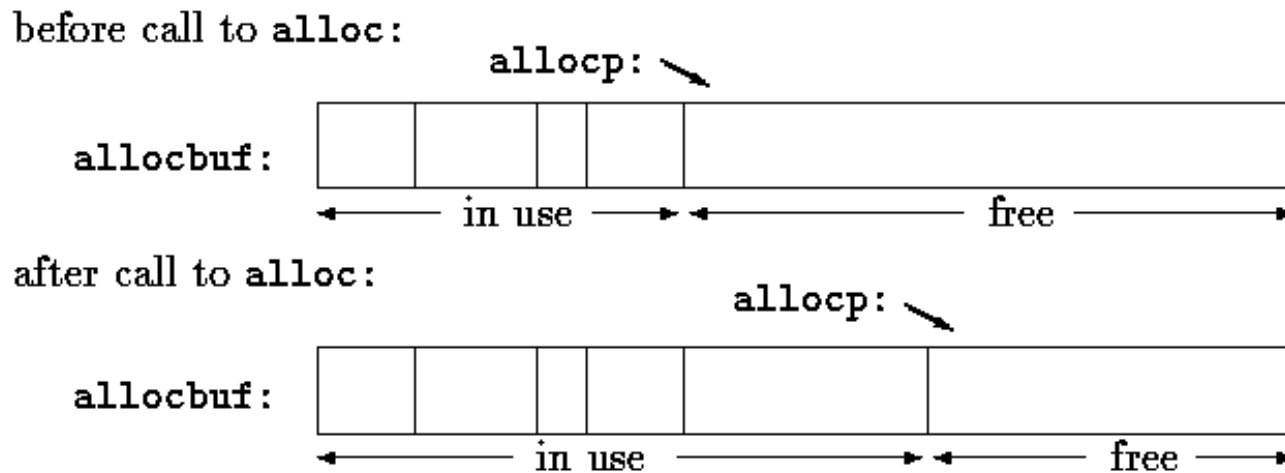 before call to alloc:
allocp:
allocbuf:
in use free
after call to alloc:
allocp:
allocbuf:
in use free